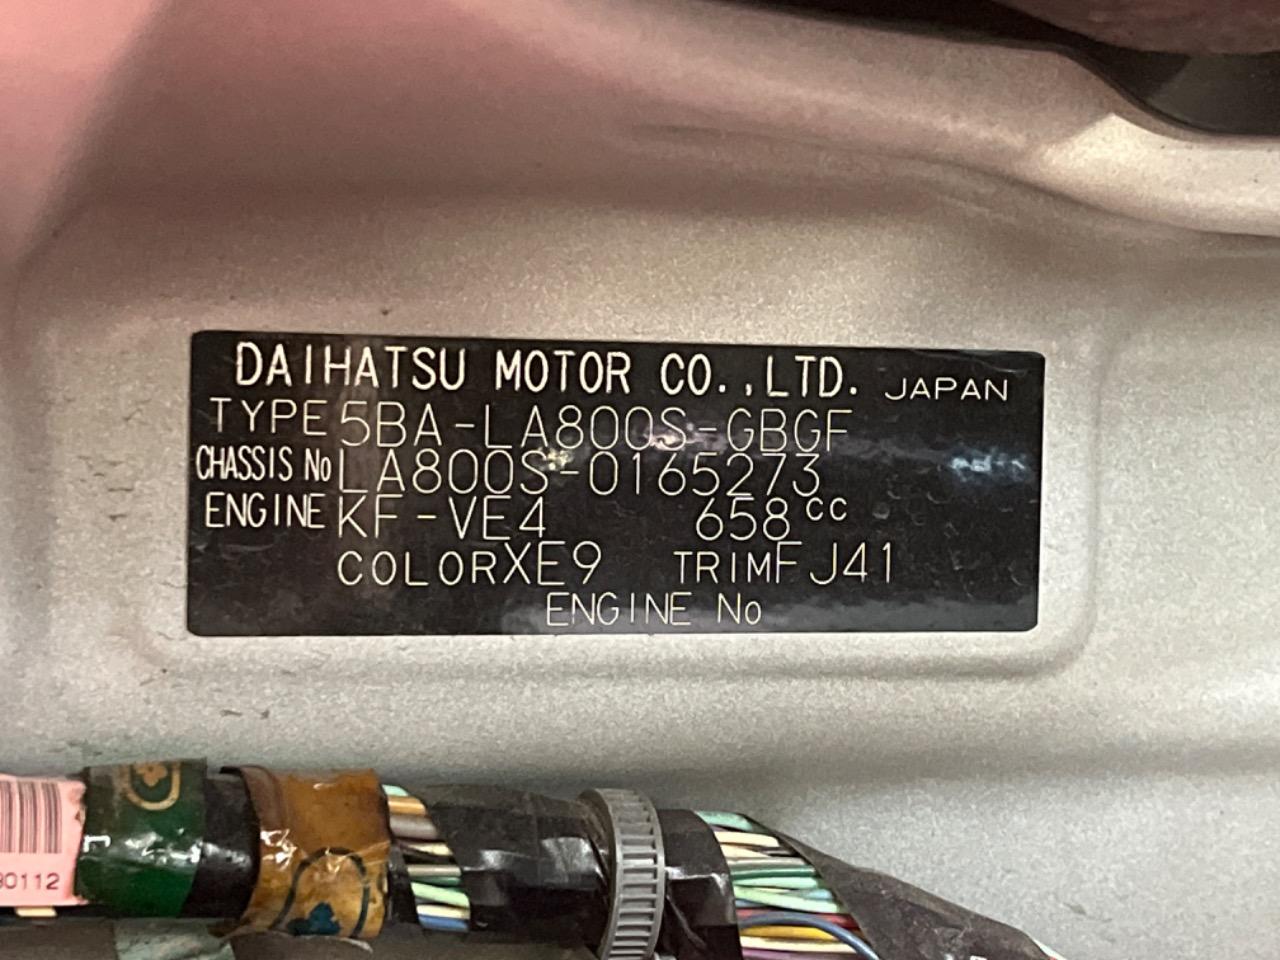 DAIHATSU MOTOR CO.,LTD. JAPAN
TYPE 5BA-LA800S-GBGF
CHASSIS No LA800S-0165273
ENGINE KF-VE4 658cc
COLOR XE9 TRIM FJ41
ENGINE No